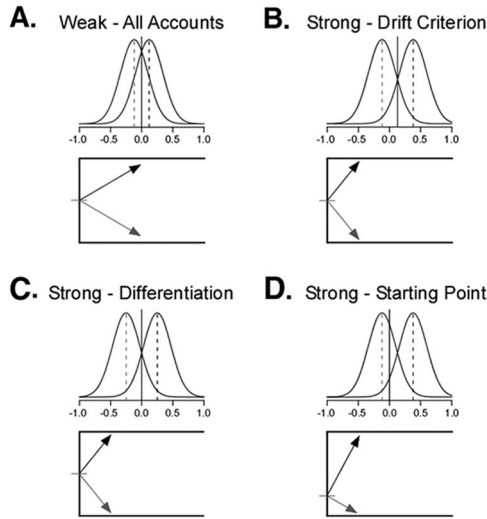 A. Weak - All Accounts
B. Strong - Drift Criterion
-1.0 -0.5 0.0 0.5 1.0
-1.0 -0.5 0.0 0.5 1.0
C. Strong - Differentiation
D. Strong - Starting Point
-1.0 -0.5 0.0 0.5 1.0
-1.0 -0.5 0.0 0.5 1.0